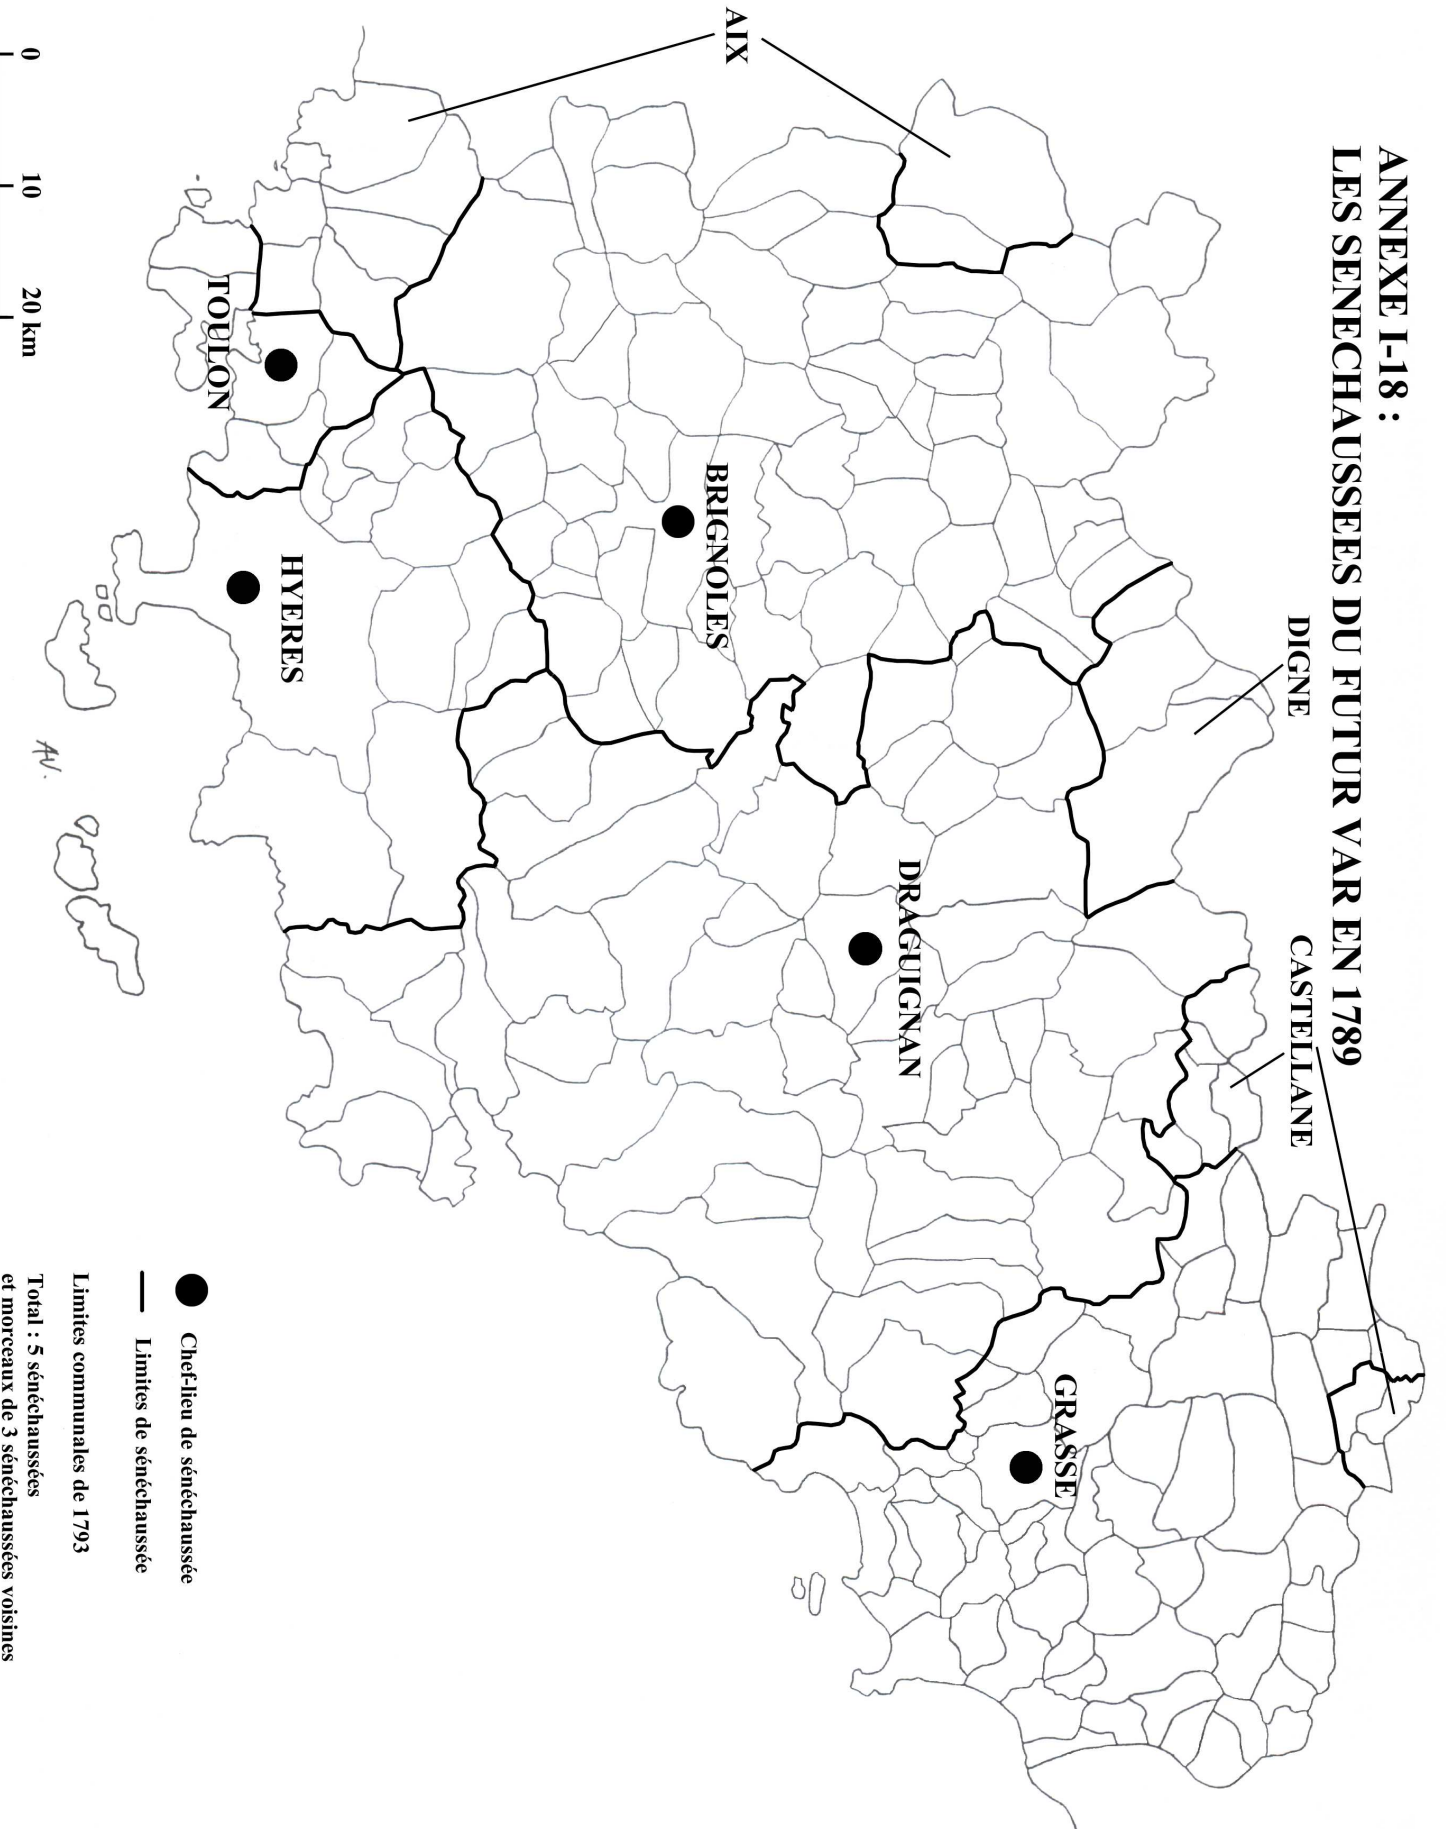 ANNEXE I-18 :
LES SENECHAUSSEES DU FUTUR VAR EN 1789
DIGNE
CASTELLANE
AIX
DRAGUIGNAN
GRASSE
BRIGNOLES
HYERES
TOULON
AV.
Chef-lieu de sénéchaussée
Limites de sénéchaussée
Limites communales de 1793
Total : 5 sénéchaussées
et morceaux de 3 sénéchaussées voisines
0 10 20 km